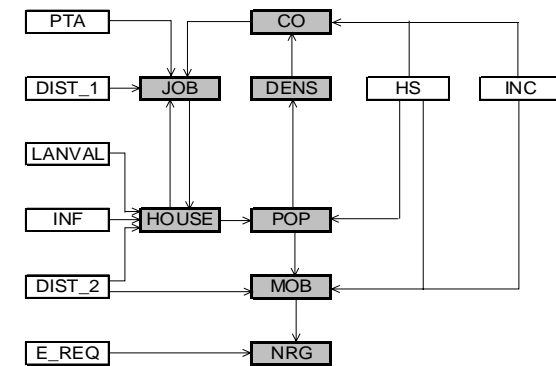 PTA CO
DIST_1 JOB DENS HS INC
LANVAL
INF HOUSE POP
DIST_2 MOB
E_REQ NRG